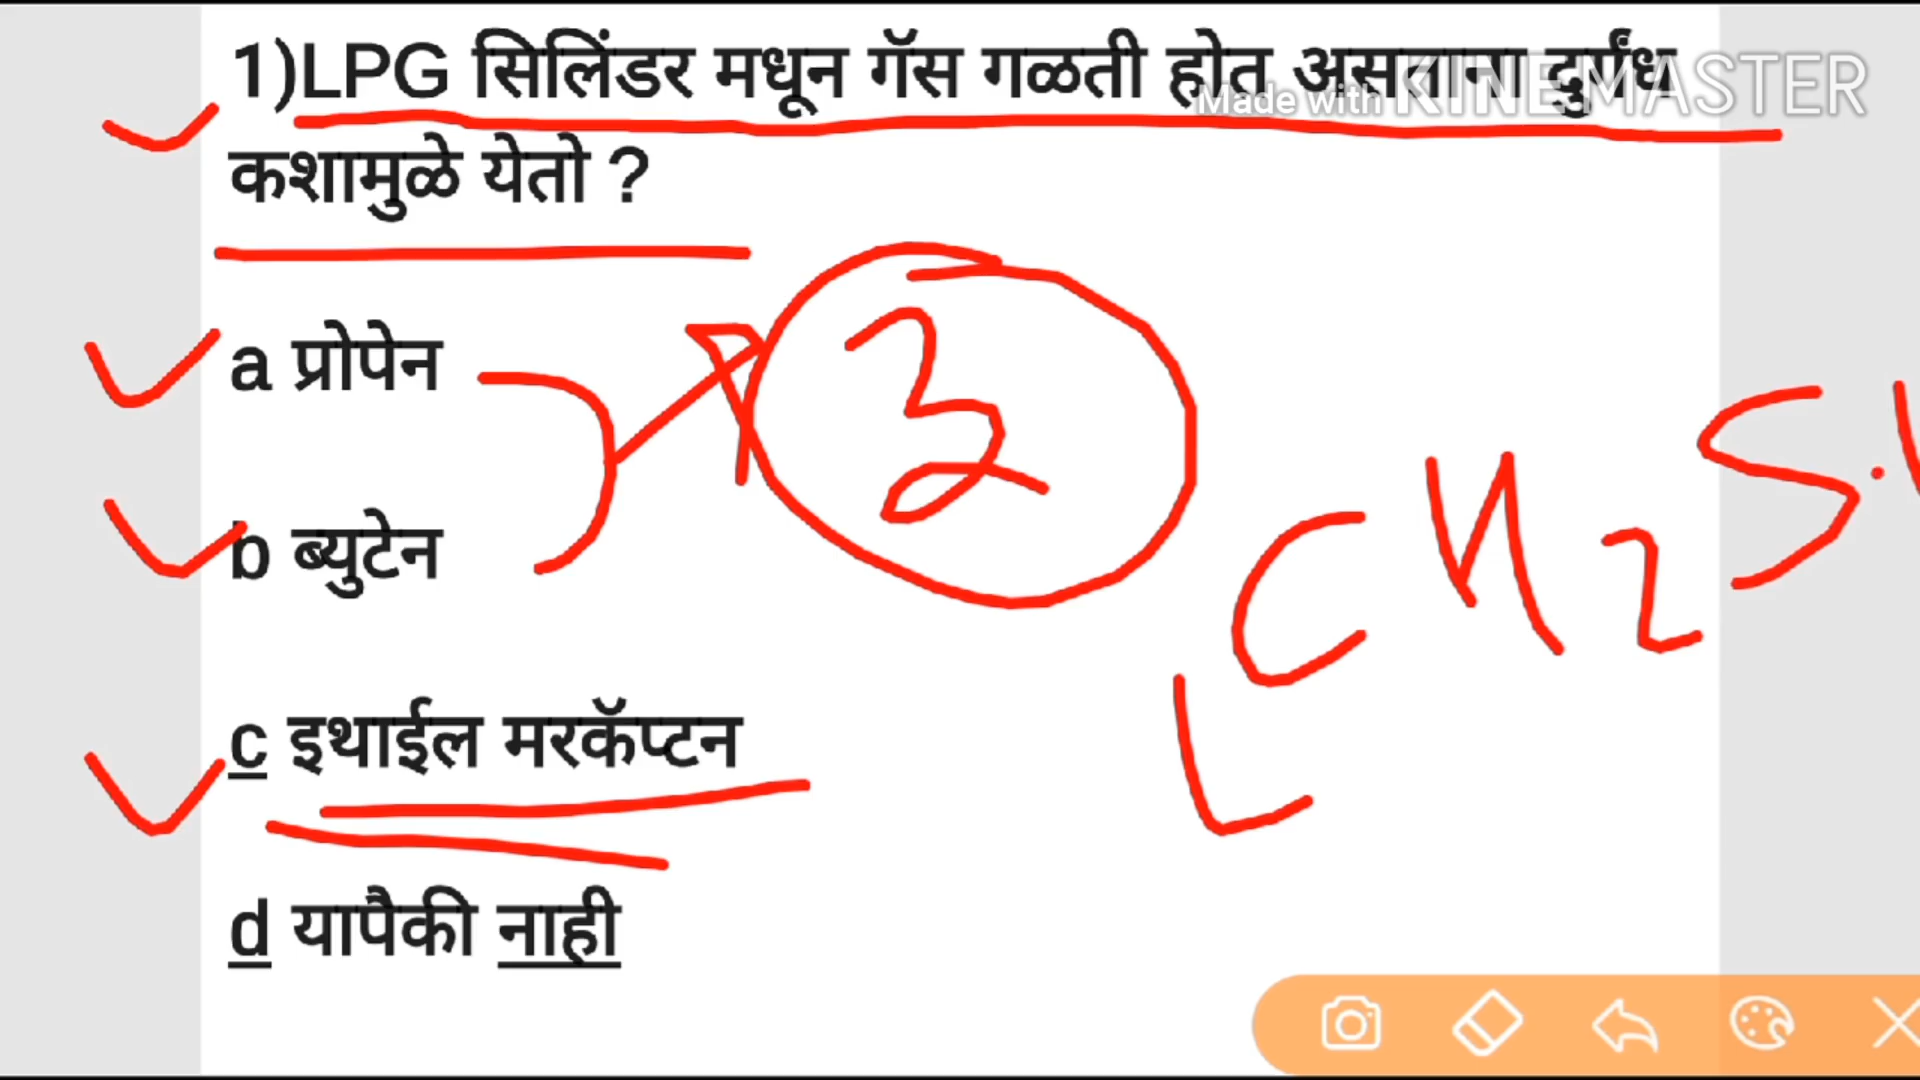 1)LPG सिलिंडर मधून गॅस गळती होत असताना दुर्गंध
Made with KINEMASTER
कशामुळे येतो ?
a प्रोपेन
b ब्युटेन
c इथाईल मरकॅप्टन
d यापैकी नाही
3
CH2S.